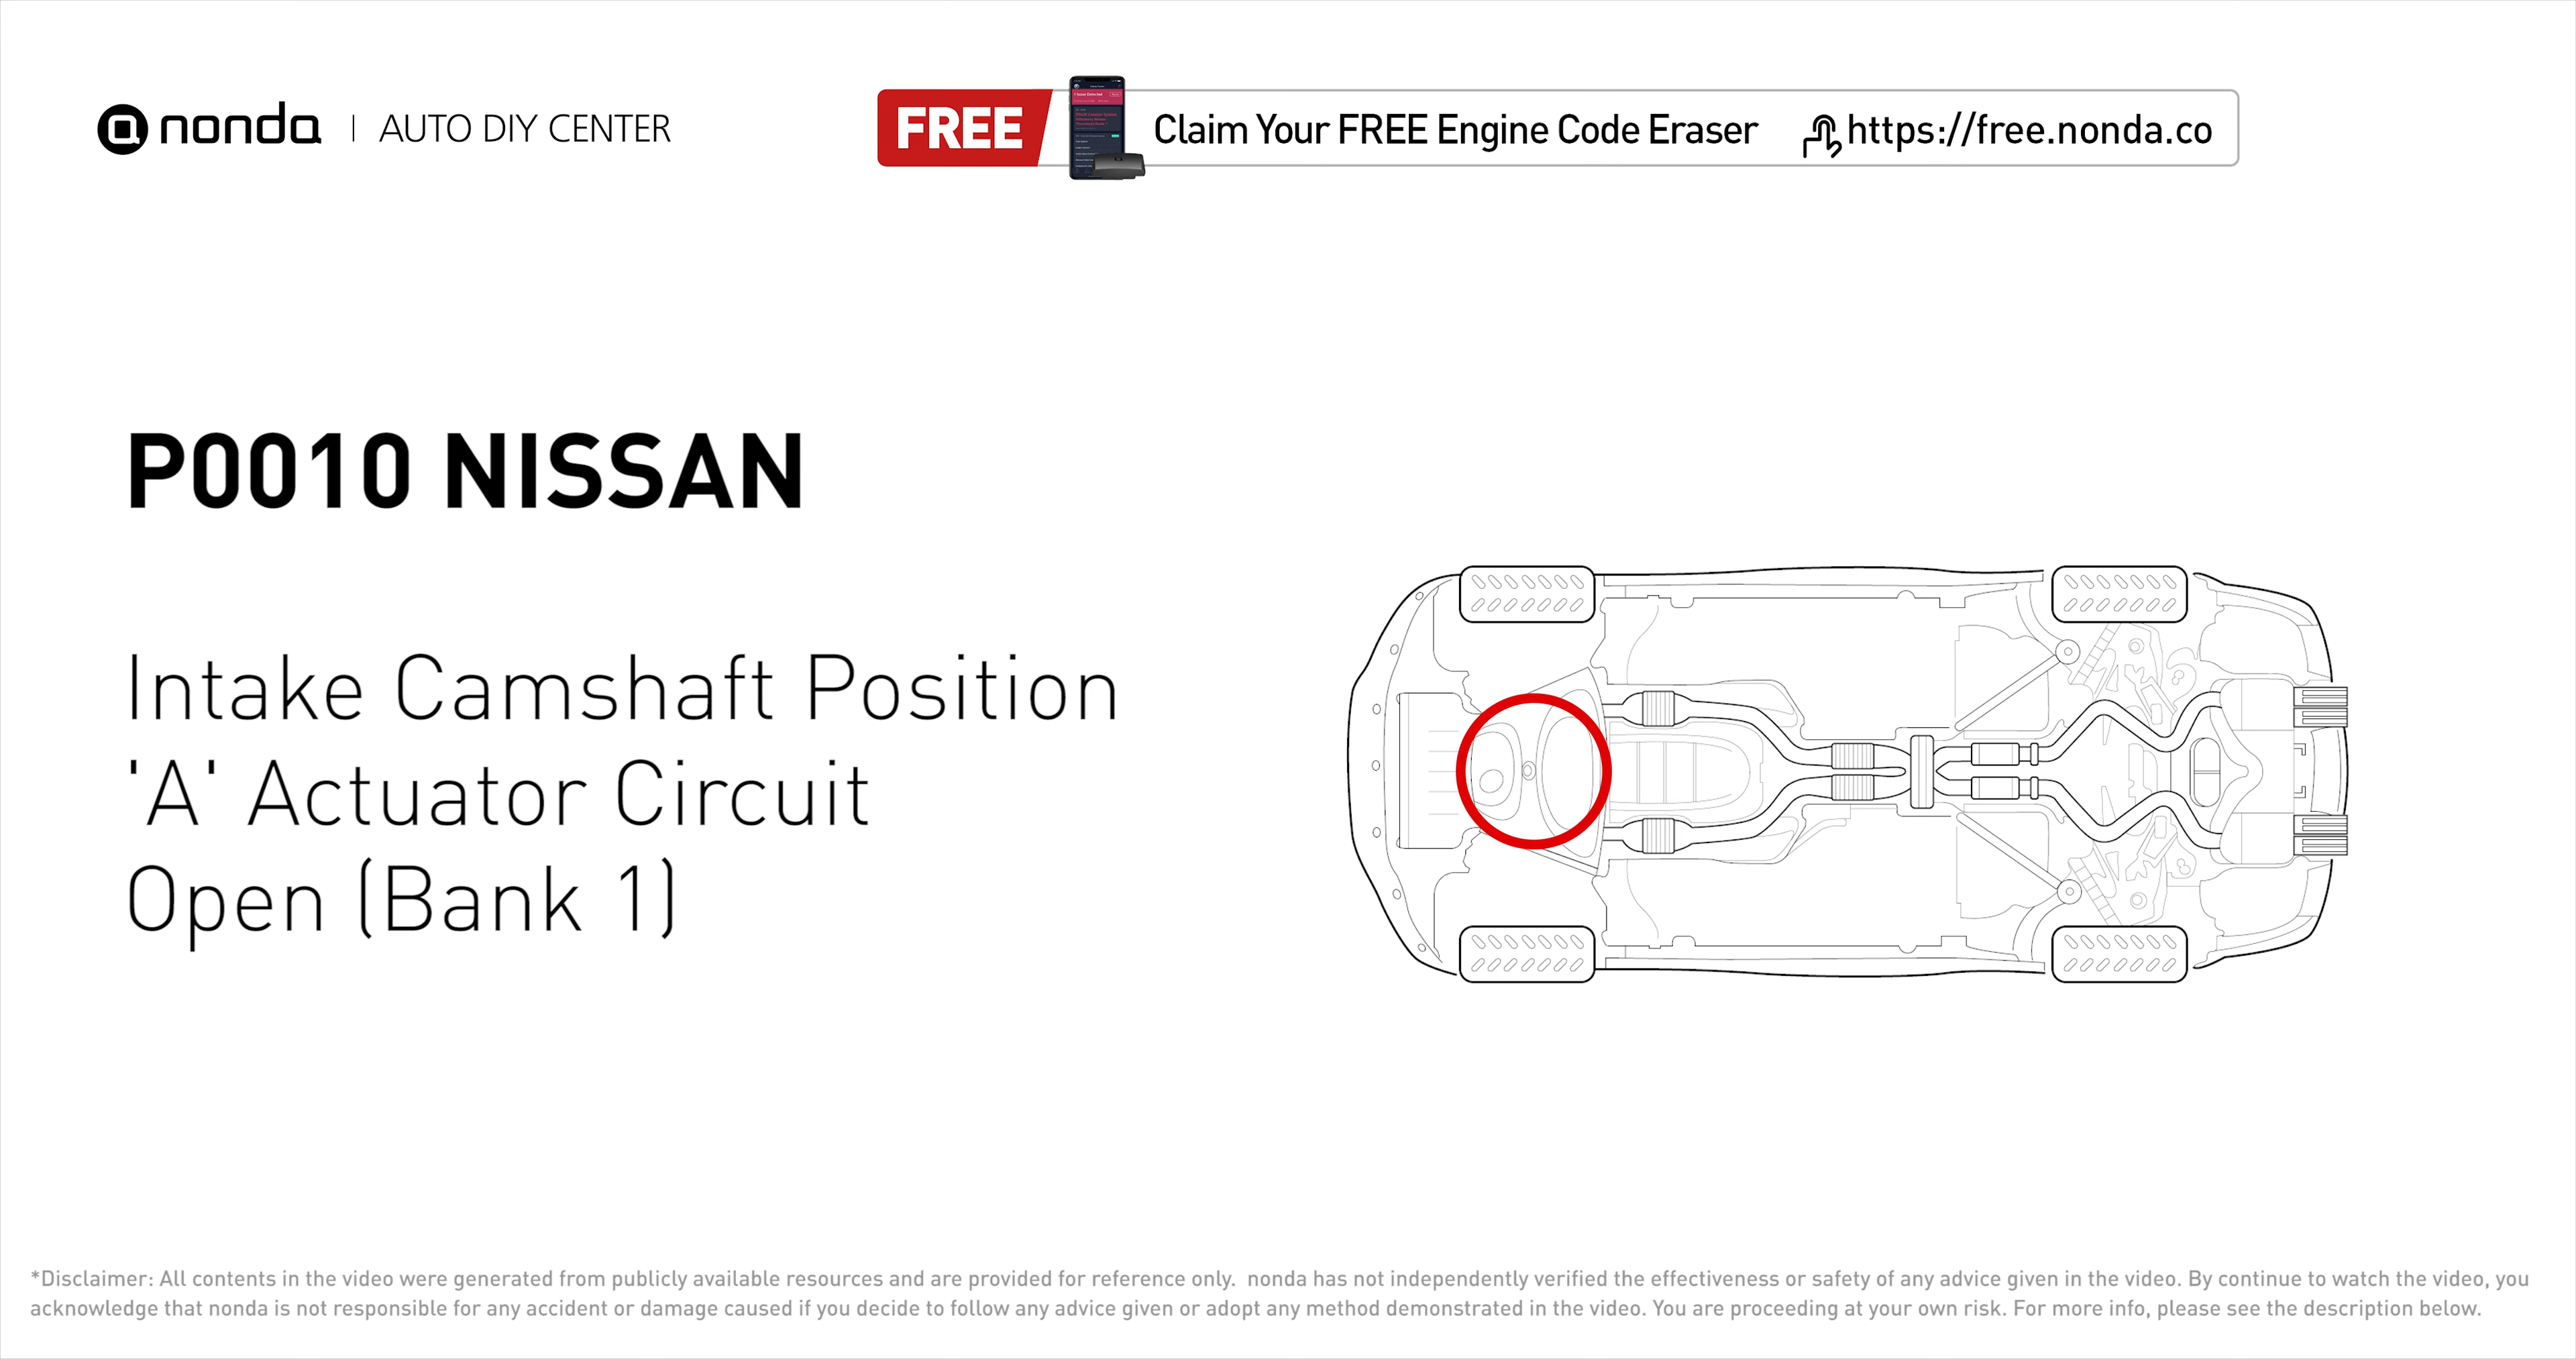 nonda | AUTO DIY CENTER
FREE Claim Your FREE Engine Code Eraser https://free.nonda.co
P0010 NISSAN
Intake Camshaft Position
'A' Actuator Circuit
Open (Bank 1)
*Disclaimer: All contents in the video were generated from publicly available resources and are provided for reference only. nonda has not independently verified the effectiveness or safety of any advice given in the video. By continue to watch the video, you
acknowledge that nonda is not responsible for any accident or damage caused if you decide to follow any advice given or adopt any method demonstrated in the video. You are proceeding at your own risk. For more info, please see the description below.